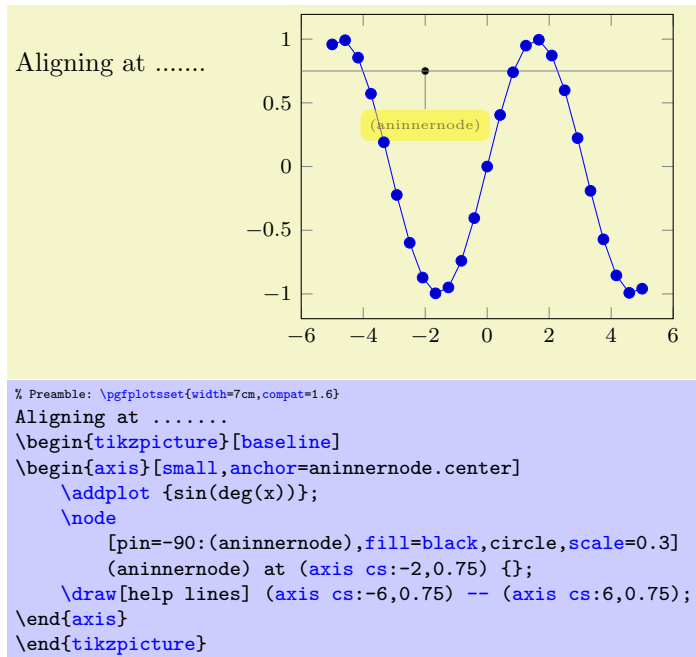 Aligning at .......
1
0.5
0
−0.5
−1
(aninnernode)
−6 −4 −2 0 2 4 6
% Preamble: \pgfplotsset{width=7cm,compat=1.6}
Aligning at .......
\begin{tikzpicture}[baseline]
\begin{axis}[small,anchor=aninnernode.center]
    \addplot {sin(deg(x))};
    \node
        [pin=-90:(aninnernode),fill=black,circle,scale=0.3]
        (aninnernode) at (axis cs:-2,0.75) {};
    \draw[help lines] (axis cs:-6,0.75) -- (axis cs:6,0.75);
\end{axis}
\end{tikzpicture}